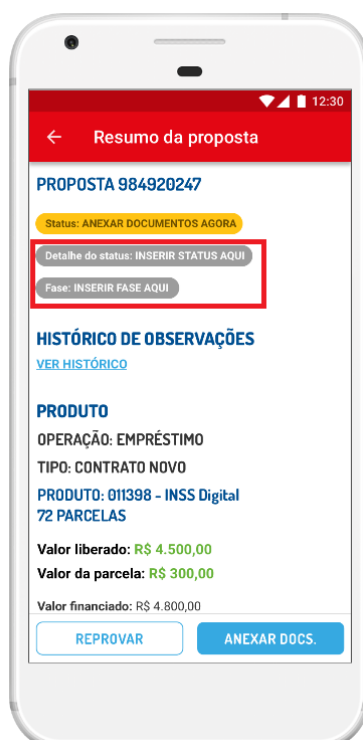 12:30
Resumo da proposta
PROPOSTA 984920247
Status: ANEXAR DOCUMENTOS AGORA
Detalhe do status: INSERIR STATUS AQUI
Fase: INSERIR FASE AQUI
HISTÓRICO DE OBSERVAÇÕES
VER HISTÓRICO
PRODUTO
OPERAÇÃO: EMPRÉSTIMO
TIPO: CONTRATO NOVO
PRODUTO: 011398 - INSS Digital
72 PARCELAS
Valor liberado: R$ 4.500,00
Valor da parcela: R$ 300,00
Valor financiado: R$ 4.800,00
REPROVAR
ANEXAR DOCS.